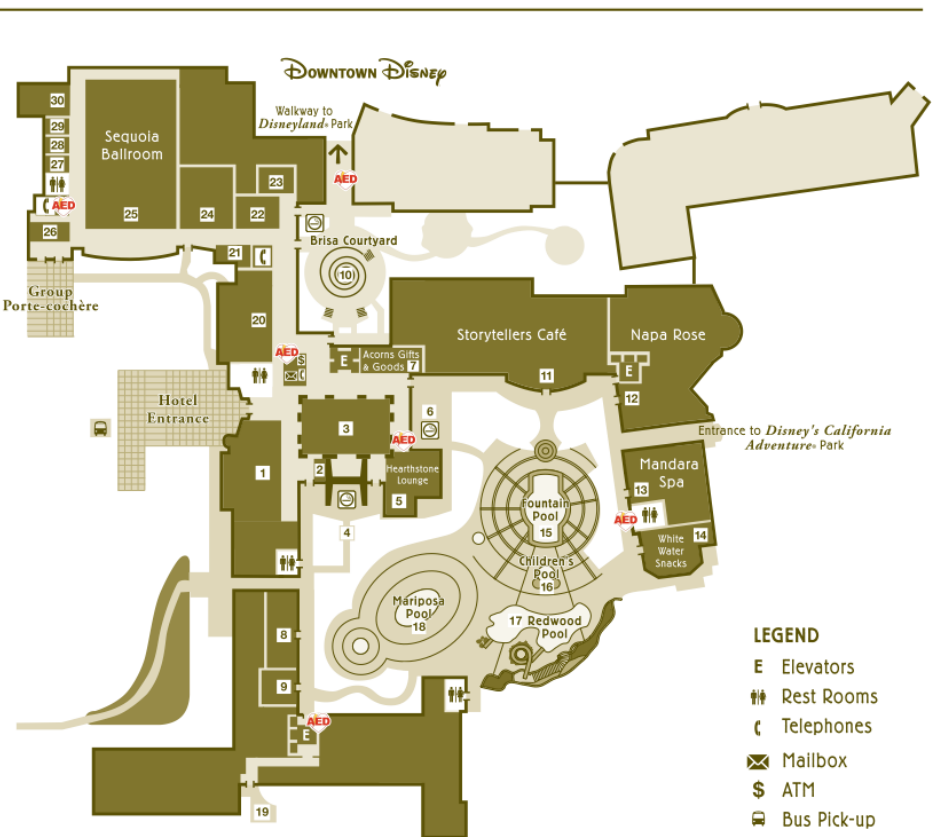 DOWNTOWN DISNEY
Walkway to
Disneyland® Park
AED
30
29
28
27
Sequoia
Ballroom
25
24
23
22
AED
26
21
Brisa Courtyard
10
Group
Porte-cochère
20
AED
$
E
Acorns Gifts
& Goods
7
Storytellers Café
11
Napa Rose
E
12
Hotel
Entrance
3
6
AED
Entrance to Disney's California
Adventure® Park
1
2
Hearthstone
Lounge
5
4
Mandara
Spa
13
AED
14
White
Water
Snacks
Fountain
Pool
15
Children's
Pool
16
Mariposa
Pool
18
17 Redwood
Pool
8
9
AED
E
19
LEGEND
E Elevators
Rest Rooms
Telephones
Mailbox
$ ATM
Bus Pick-up